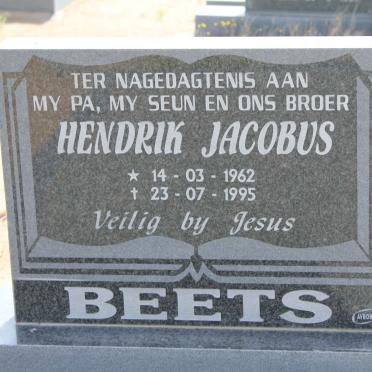 TER NAGEDAGTENIS AAN
MY PA, MY SEUN EN ONS BROER
HENDRIK JACOBUS
★ 14 - 03 - 1962
† 23 - 07 - 1995
Veilig by Jesus
BEETS